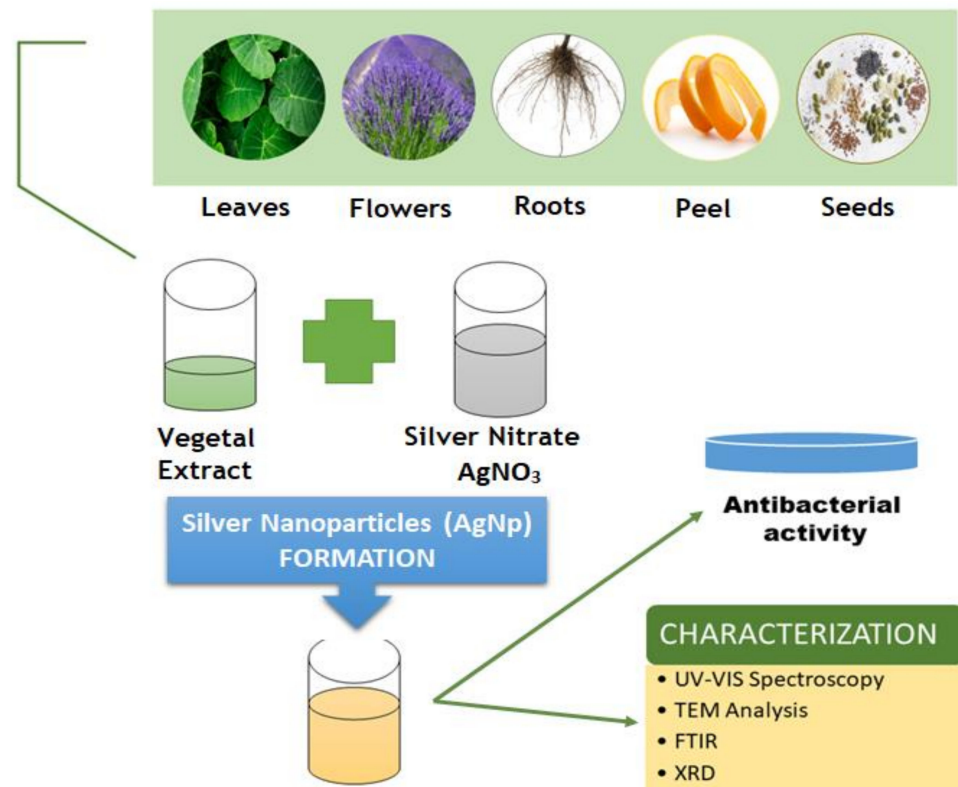 Leaves
Flowers
Roots
Peel
Seeds
Vegetal
Extract
Silver Nitrate
AgNO₃
Silver Nanoparticles (AgNp)
FORMATION
Antibacterial
activity
CHARACTERIZATION
• UV-VIS Spectroscopy
• TEM Analysis
• FTIR
• XRD